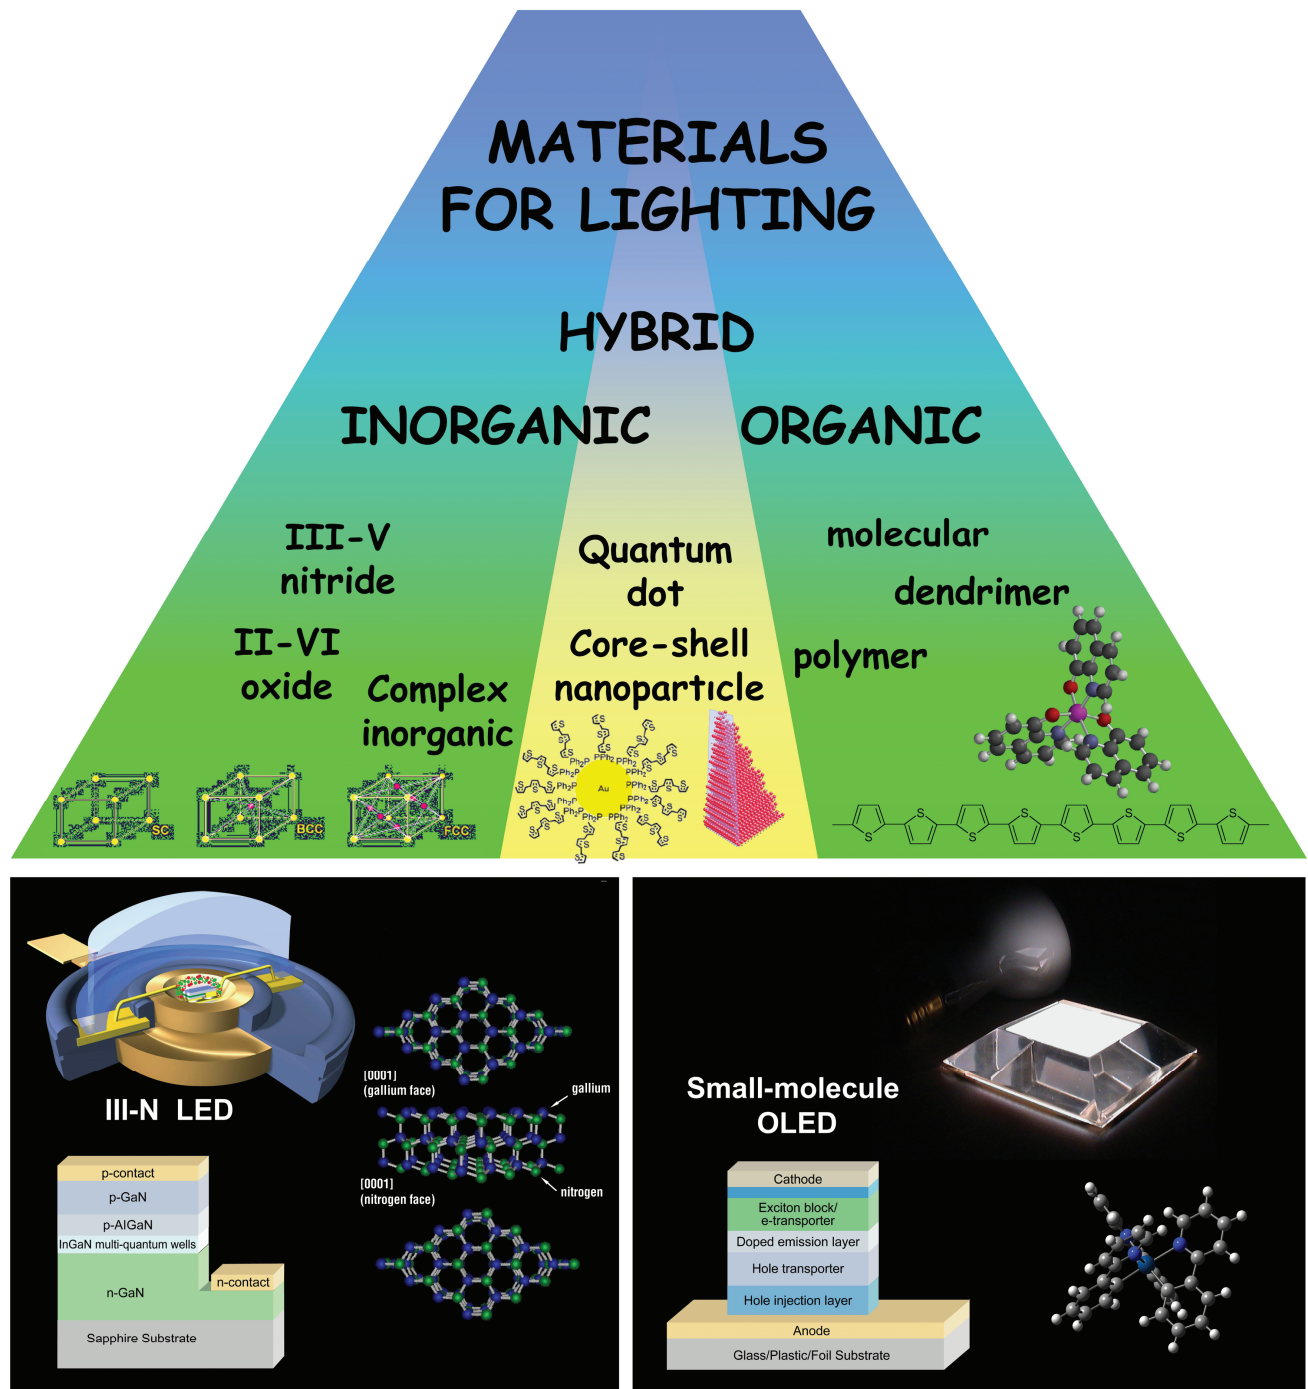 MATERIALS
FOR LIGHTING
HYBRID
INORGANIC
ORGANIC
III-V
nitride
II-VI
oxide
Complex
inorganic
Quantum
dot
Core-shell
nanoparticle
molecular
dendrimer
polymer
SC
BCC
FCC
Au
S S S S S S S S
III-N LED
[0001]
(gallium face)
gallium
[0001]
(nitrogen face)
nitrogen
p-contact
p-GaN
p-AlGaN
InGaN multi-quantum wells
n-contact
n-GaN
Sapphire Substrate
Small-molecule
OLED
Cathode
Exciton block/
e-transporter
Doped emission layer
Hole transporter
Hole injection layer
Anode
Glass/Plastic/Foil Substrate